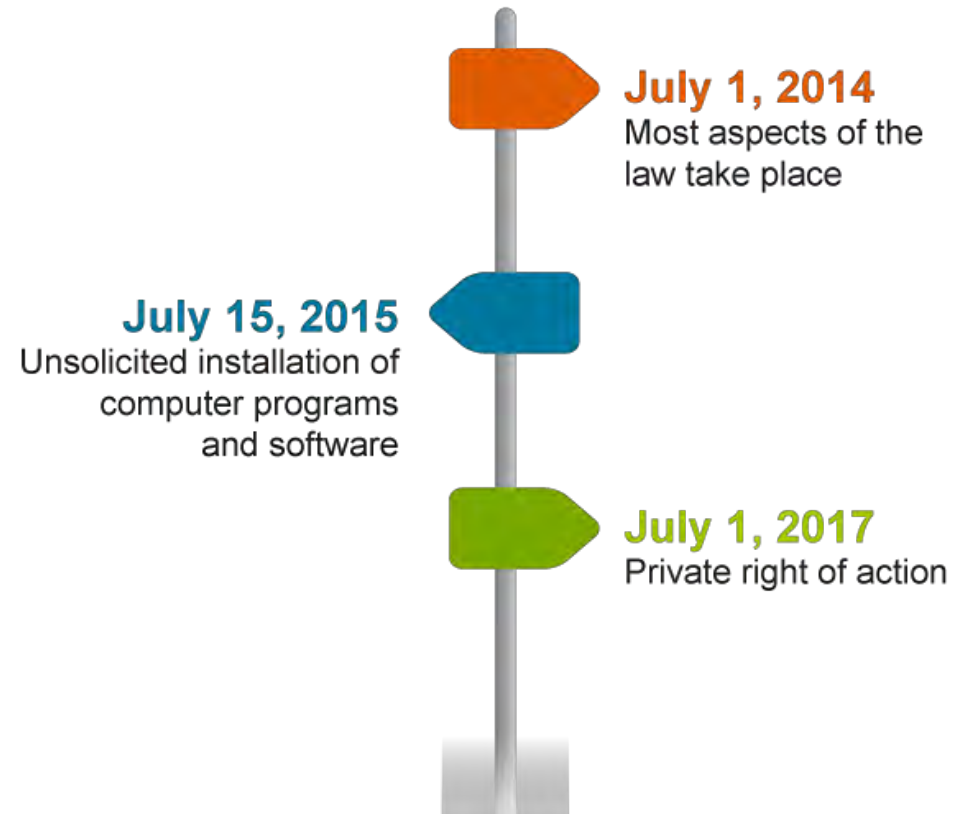 July 1, 2014
Most aspects of the
law take place
July 15, 2015
Unsolicited installation of
computer programs
and software
July 1, 2017
Private right of action